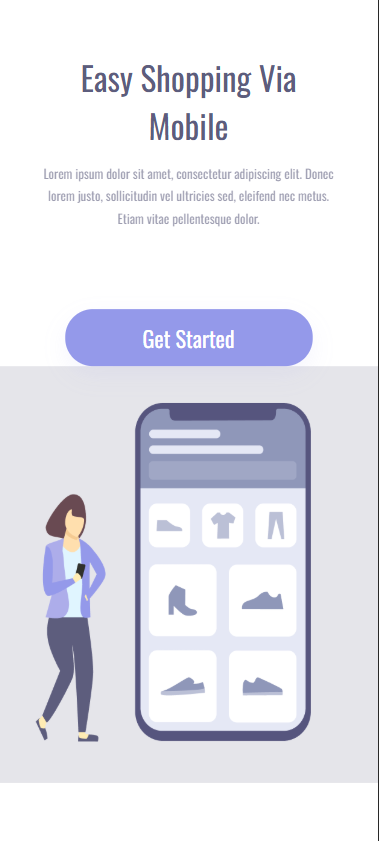 Easy Shopping Via
Mobile
Lorem ipsum dolor sit amet, consectetur adipiscing elit. Donec
lorem justo, sollicitudin vel ultricies sed, eleifend nec metus.
Etiam vitae pellentesque dolor.
Get Started